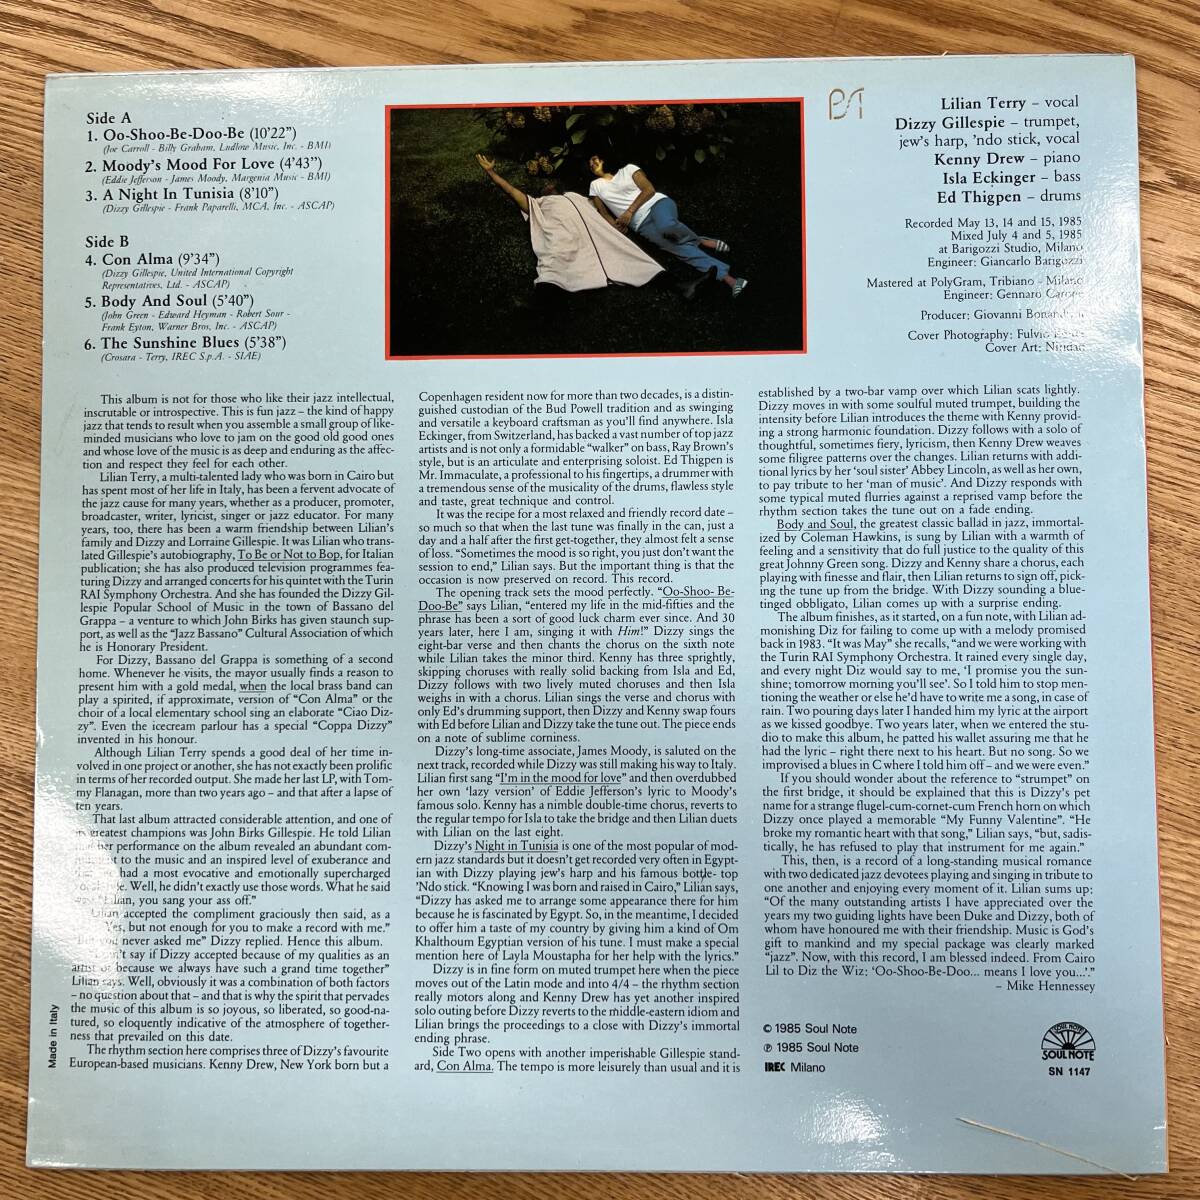 Side A
1. Oo-Shoo-Be-Doo-Be (10'22")
(Joe Carroll - Billy Graham, Ludlow Music, Inc. - BMI)
2. Moody's Mood For Love (4'43")
(Eddie Jefferson - James Moody, Margenia Music - BMI)
3. A Night In Tunisia (8'10")
(Dizzy Gillespie - Frank Paparelli, MCA, Inc. - ASCAP)
Side B
4. Con Alma (9'34")
(Dizzy Gillespie, United International Copyright
Representatives, Ltd. - ASCAP)
5. Body And Soul (5'40")
(John Green - Edward Heyman - Robert Sour -
Frank Eyton, Warner Bros, Inc - ASCAP)
6. The Sunshine Blues (5'38")
(Crosara - Terry, IREC S.p.A. - SIAE)
Lilian Terry – vocal
Dizzy Gillespie – trumpet,
jew's harp, 'ndo stick, vocal
Kenny Drew – piano
Isla Eckinger – bass
Ed Thigpen – drums
Recorded May 13, 14 and 15, 1985
Mixed July 4 and 5, 1985
at Barigozzi Studio, Milano
Engineer: Giancarlo Barigozzi
Mastered at PolyGram, Tribiano - Milano
Engineer: Gennaro
Producer: Giovanni
Cover Photography: Fulvio
Cover Art:
This album is not for those who like their jazz intellectual,
inscrutable or introspective. This is fun jazz – the kind of happy
jazz that tends to result when you assemble a small group of like-
minded musicians who love to jam on the good old good ones
and whose love of the music is as deep and enduring as the affec-
tion and respect they feel for each other.
Lilian Terry, a multi-talented lady who was born in Cairo but
has spent most of her life in Italy, has been a fervent advocate of
the jazz cause for many years, whether as a producer, promoter,
broadcaster, writer, lyricist, singer or jazz educator. For many
years, too, there has been a warm friendship between Lilian's
family and Dizzy and Lorraine Gillespie. It was Lilian who trans-
lated Gillespie's autobiography, To Be or Not to Bop, for Italian
publication; she has also produced television programmes fea-
turing Dizzy and arranged concerts for his quintet with the Turin
RAI Symphony Orchestra. And she has founded the Dizzy Gil-
lespie Popular School of Music in the town of Bassano del
Grappa – a venture to which John Birks has given staunch sup-
port, as well as the "Jazz Bassano" Cultural Association of which
he is Honorary President.
For Dizzy, Bassano del Grappa is something of a second
home. Whenever he visits, the mayor usually finds a reason to
present him with a gold medal, when the local brass band can
play a spirited, if approximate, version of "Con Alma" or the
choir of a local elementary school sing an elaborate "Ciao Diz-
zy". Even the icecream parlour has a special "Coppa Dizzy"
invented in his honour.
Although Lilian Terry spends a good deal of her time in-
volved in one project or another, she has not exactly been prolific
in terms of her recorded output. She made her last LP, with Tom-
my Flanagan, more than two years ago – and that after a lapse of
ten years.
That last album attracted considerable attention, and one of
its greatest champions was John Birks Gillespie. He told Lilian
her performance on the album revealed an abundant com-
to the music and an inspired level of exuberance and
had a most evocative and emotionally supercharged
Well, he didn't exactly use those words. What he said
"Lilian, you sang your ass off."
Lilian accepted the compliment graciously then said, as a
"Yes, but not enough for you to make a record with me."
"But you never asked me" Dizzy replied. Hence this album.
"I can't say if Dizzy accepted because of my qualities as an
artist or because we always have such a grand time together"
Lilian says. Well, obviously it was a combination of both factors
– no question about that – and that is why the spirit that pervades
the music of this album is so joyous, so liberated, so good-na-
tured, so eloquently indicative of the atmosphere of together-
ness that prevailed on this date.
The rhythm section here comprises three of Dizzy's favourite
European-based musicians. Kenny Drew, New York born but a
Copenhagen resident now for more than two decades, is a distin-
guished custodian of the Bud Powell tradition and as swinging
and versatile a keyboard craftsman as you'll find anywhere. Isla
Eckinger, from Switzerland, has backed a vast number of top jazz
artists and is not only a formidable "walker" on bass, Ray Brown's
style, but is an articulate and enterprising soloist. Ed Thigpen is
Mr. Immaculate, a professional to his fingertips, a drummer with
a tremendous sense of the musicality of the drums, flawless style
and taste, great technique and control.
It was the recipe for a most relaxed and friendly record date –
so much so that when the last tune was finally in the can, just a
day and a half after the first get-together, they almost felt a sense
of loss. "Sometimes the mood is so right, you just don't want the
session to end," Lilian says. But the important thing is that the
occasion is now preserved on record. This record.
The opening track sets the mood perfectly. "Oo-Shoo- Be-
Doo-Be" says Lilian, "entered my life in the mid-fifties and the
phrase has been a sort of good luck charm ever since. And 30
years later, here I am, singing it with Him!" Dizzy sings the
eight-bar verse and then chants the chorus on the sixth note
while Lilian takes the minor third. Kenny has three sprightly,
skipping choruses with really solid backing from Isla and Ed,
Dizzy follows with two lively muted choruses and then Isla
weighs in with a chorus. Lilian sings the verse and chorus with
only Ed's drumming support, then Dizzy and Kenny swap fours
with Ed before Lilian and Dizzy take the tune out. The piece ends
on a note of sublime corniness.
Dizzy's long-time associate, James Moody, is saluted on the
next track, recorded while Dizzy was still making his way to Italy.
Lilian first sang "I'm in the mood for love" and then overdubbed
her own 'lazy version' of Eddie Jefferson's lyric to Moody's
famous solo. Kenny has a nimble double-time chorus, reverts to
the regular tempo for Isla to take the bridge and then Lilian duets
with Lilian on the last eight.
Dizzy's Night in Tunisia is one of the most popular of mod-
ern jazz standards but it doesn't get recorded very often in Egypt-
ian with Dizzy playing jew's harp and his famous bottle- top
'Ndo stick. "Knowing I was born and raised in Cairo," Lilian says,
"Dizzy has asked me to arrange some appearance there for him
because he is fascinated by Egypt. So, in the meantime, I decided
to offer him a taste of my country by giving him a kind of Om
Khalthoum Egyptian version of his tune. I must make a special
mention here of Layla Moustapha for her help with the lyrics."
Dizzy is in fine form on muted trumpet here when the piece
moves out of the Latin mode and into 4/4 – the rhythm section
really motors along and Kenny Drew has yet another inspired
solo outing before Dizzy reverts to the middle-eastern idiom and
Lilian brings the proceedings to a close with Dizzy's immortal
ending phrase.
Side Two opens with another imperishable Gillespie stand-
ard, Con Alma. The tempo is more leisurely than usual and it is
established by a two-bar vamp over which Lilian scats lightly.
Dizzy moves in with some soulful muted trumpet, building the
intensity before Lilian introduces the theme with Kenny provid-
ing a strong harmonic foundation. Dizzy follows with a solo of
thoughtful, sometimes fiery, lyricism, then Kenny Drew weaves
some filigree patterns over the changes. Lilian returns with addi-
tional lyrics by her 'soul sister' Abbey Lincoln, as well as her own,
to pay tribute to her 'man of music'. And Dizzy responds with
some typical muted flurries against a reprised vamp before the
rhythm section takes the tune out on a fade ending.
Body and Soul, the greatest classic ballad in jazz, immortal-
ized by Coleman Hawkins, is sung by Lilian with a warmth of
feeling and a sensitivity that do full justice to the quality of this
great Johnny Green song. Dizzy and Kenny share a chorus, each
playing with finesse and flair, then Lilian returns to sign off, pick-
ing the tune up from the bridge. With Dizzy sounding a blue-
tinged obbligato, Lilian comes up with a surprise ending.
The album finishes, as it started, on a fun note, with Lilian ad-
monishing Diz for failing to come up with a melody promised
back in 1983. "It was May" she recalls, "and we were working with
the Turin RAI Symphony Orchestra. It rained every single day,
and every night Diz would say to me, 'I promise you the sun-
shine; tomorrow morning you'll see'. So I told him to stop men-
tioning the weather or else he'd have to write me a song, in case of
rain. Two pouring days later I handed him my lyric at the airport
as we kissed goodbye. Two years later, when we entered the stu-
dio to make this album, he patted his wallet assuring me that he
had the lyric – right there next to his heart. But no song. So we
improvised a blues in C where I told him off – and we were even."
If you should wonder about the reference to "strumpet" on
the first bridge, it should be explained that this is Dizzy's pet
name for a strange flugel-cum-cornet-cum French horn on which
Dizzy once played a memorable "My Funny Valentine". "He
broke my romantic heart with that song," Lilian says, "but, sadis-
tically, he has refused to play that instrument for me again."
This, then, is a record of a long-standing musical romance
with two dedicated jazz devotees playing and singing in tribute to
one another and enjoying every moment of it. Lilian sums up:
"Of the many outstanding artists I have appreciated over the
years my two guiding lights have been Duke and Dizzy, both of
whom have honoured me with their friendship. Music is God's
gift to mankind and my special package was clearly marked
"jazz". Now, with this record, I am blessed indeed. From Cairo
Lil to Diz the Wiz: 'Oo-Shoo-Be-Doo... means I love you...'."
– Mike Hennessey
Made in Italy
© 1985 Soul Note
℗ 1985 Soul Note
IREC Milano
SOUL NOTE
SOUL NOTE
SN 1147